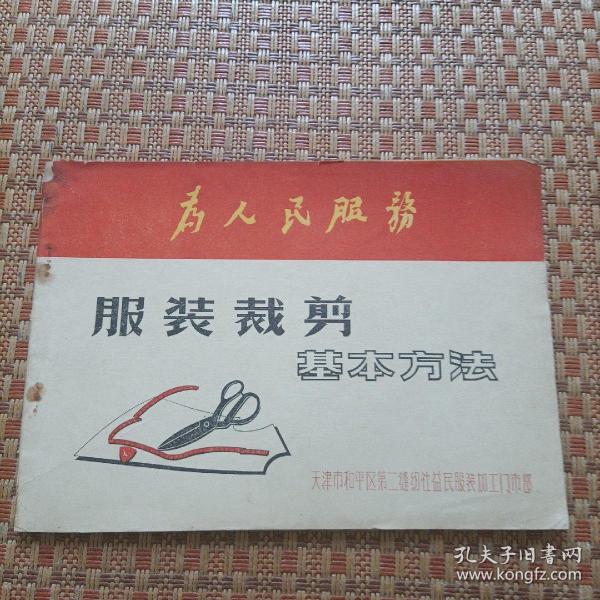 为人民服務
服装裁剪
基本方法
天津市和平区第二缝纫社益民服装加工门市部
孔夫子旧书网
www.kongfz.com